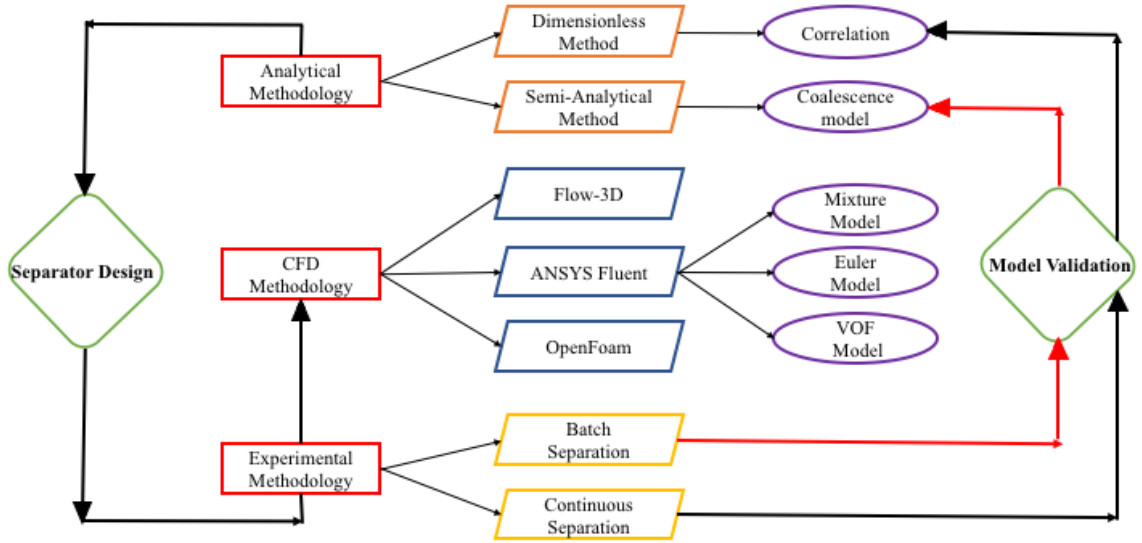 Dimensionless
Method
Correlation
Analytical
Methodology
Semi-Analytical
Method
Coalescence
model
Flow-3D
Mixture
Model
Separator Design
CFD
Methodology
ANSYS Fluent
Euler
Model
Model Validation
OpenFoam
VOF
Model
Batch
Separation
Experimental
Methodology
Continuous
Separation